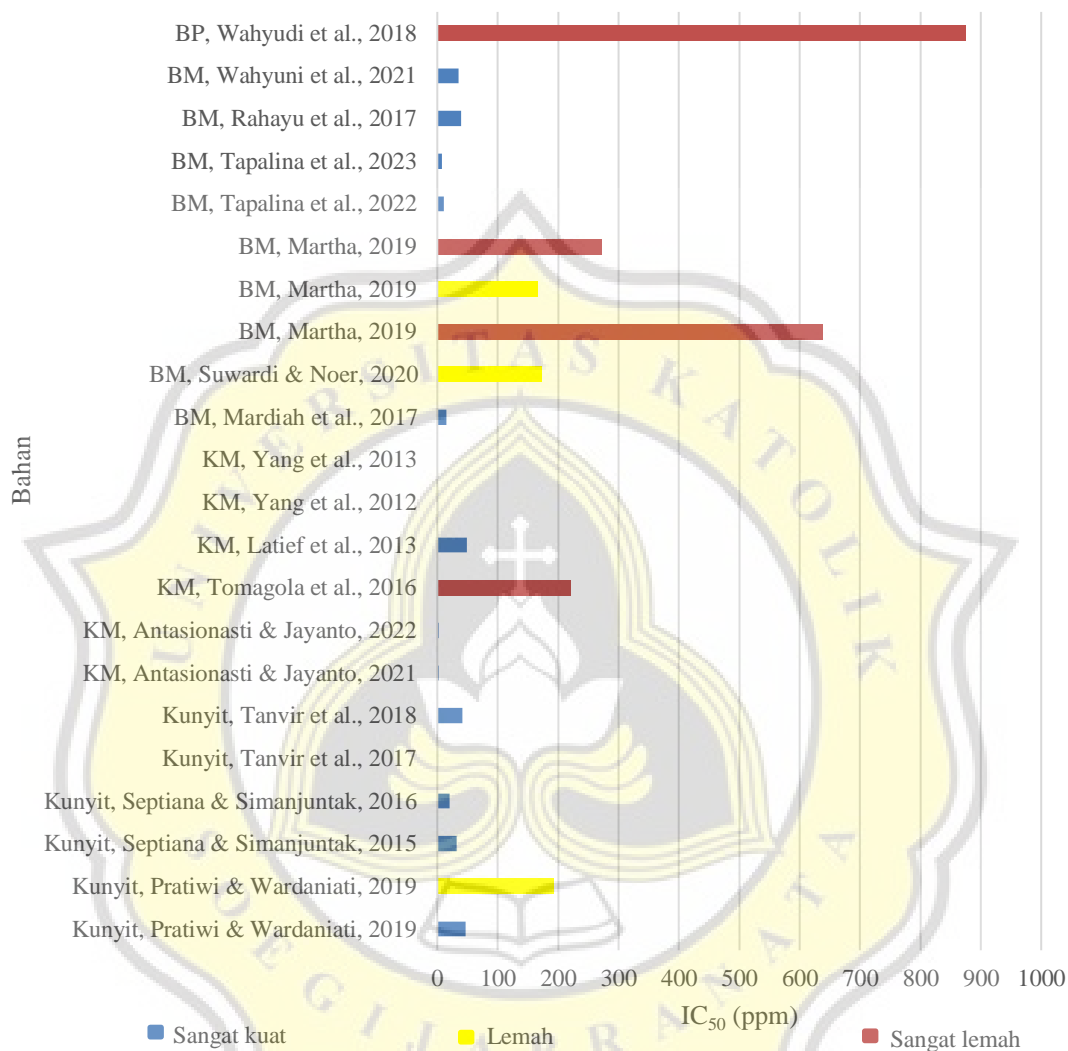 BP, Wahyudi et al., 2018
BM, Wahyuni et al., 2021
BM, Rahayu et al., 2017
BM, Tapalina et al., 2023
BM, Tapalina et al., 2022
BM, Martha, 2019
BM, Martha, 2019
BM, Martha, 2019
BM, Suwardi & Noer, 2020
BM, Mardiah et al., 2017
KM, Yang et al., 2013
KM, Yang et al., 2012
KM, Latief et al., 2013
KM, Tomagola et al., 2016
KM, Antasionasti & Jayanto, 2022
KM, Antasionasti & Jayanto, 2021
Kunyit, Tanvir et al., 2018
Kunyit, Tanvir et al., 2017
Kunyit, Septiana & Simanjuntak, 2016
Kunyit, Septiana & Simanjuntak, 2015
Kunyit, Pratiwi & Wardaniati, 2019
Kunyit, Pratiwi & Wardaniati, 2019
Bahan
0 100 200 300 400 500 600 700 800 900 1000
IC50 (ppm)
Sangat kuat Lemah Sangat lemah
UNIVERSITAS KATOLIK
SOEGIJAPRANATA